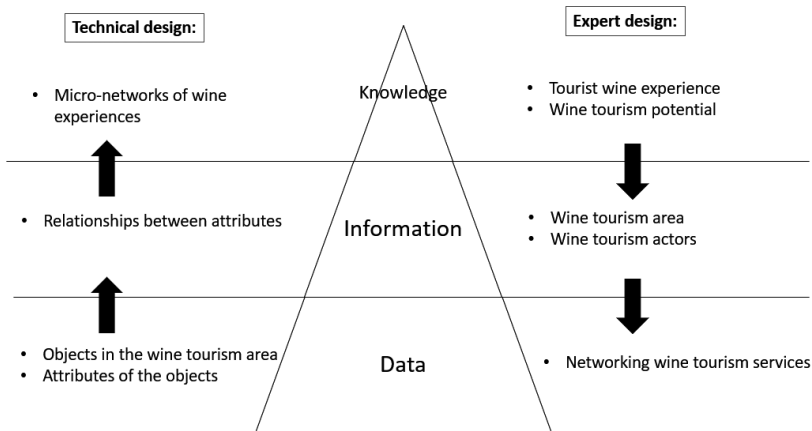 Technical design:
Expert design:
• Micro-networks of wine
experiences
Knowledge
• Tourist wine experience
• Wine tourism potential
• Relationships between attributes
Information
• Wine tourism area
• Wine tourism actors
• Objects in the wine tourism area
• Attributes of the objects
Data
• Networking wine tourism services